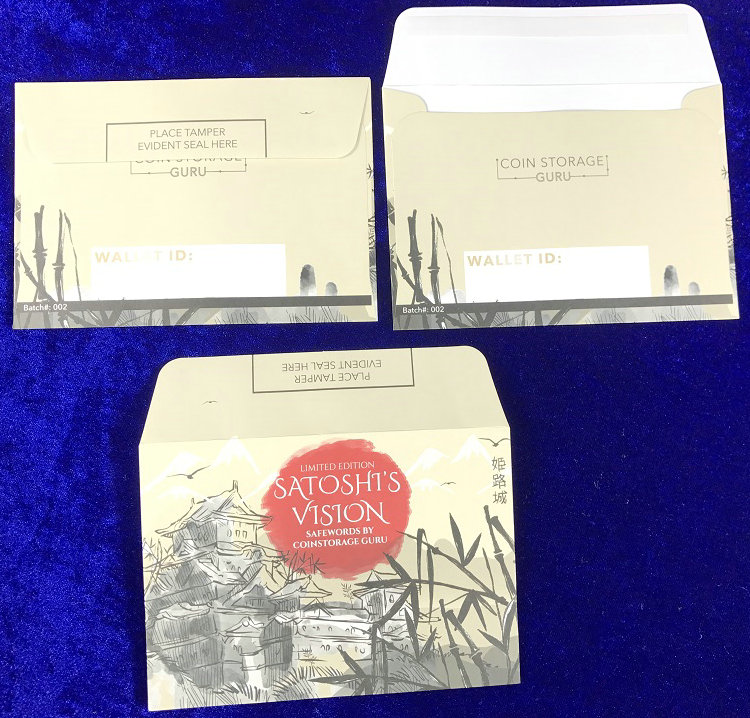 PLACE TAMPER
EVIDENT SEAL HERE
COIN STORAGE
GURU
WALLET ID:
Batch#: 002
COIN STORAGE
GURU
WALLET ID:
Batch#: 002
PLACE TAMPER
EVIDENT SEAL HERE
LIMITED EDITION
SATOSHI'S
VISION
SAFEWORDS BY
COINSTORAGE GURU
姫路城